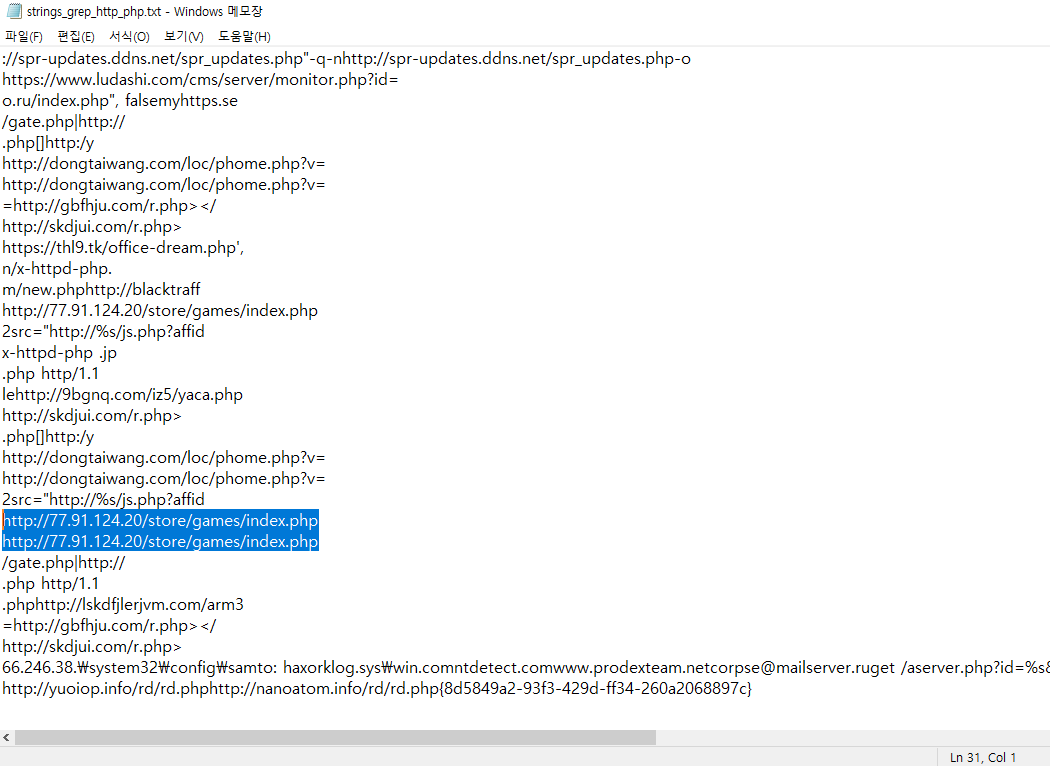 strings_grep_http_php.txt - Windows 메모장
파일(F) 편집(E) 서식(O) 보기(V) 도움말(H)
://spr-updates.ddns.net/spr_updates.php"-q-nhttp://spr-updates.ddns.net/spr_updates.php-o
https://www.ludashi.com/cms/server/monitor.php?id=
o.ru/index.php", falsemyhttps.se
/gate.php|http://
.php[]http:/y
http://dongtaiwang.com/loc/phome.php?v=
http://dongtaiwang.com/loc/phome.php?v=
=http://gbfhju.com/r.php></
http://skdjui.com/r.php>
https://thl9.tk/office-dream.php',
n/x-httpd-php.
m/new.phphttp://blacktraff
http://77.91.124.20/store/games/index.php
2src="http://%s/js.php?affid
x-httpd-php .jp
.php http/1.1
lehttp://9bgnq.com/iz5/yaca.php
http://skdjui.com/r.php>
.php[]http:/y
http://dongtaiwang.com/loc/phome.php?v=
http://dongtaiwang.com/loc/phome.php?v=
2src="http://%s/js.php?affid
http://77.91.124.20/store/games/index.php
http://77.91.124.20/store/games/index.php
/gate.php|http://
.php http/1.1
.phphttp://lskdfjlerjvm.com/arm3
=http://gbfhju.com/r.php></
http://skdjui.com/r.php>
66.246.38.₩system32₩config₩samto: haxorklog.sys₩win.comntdetect.comwww.prodexteam.netcorpse@mailserver.ruget /aserver.php?id=%s&
http://yuoiop.info/rd/rd.phphttp://nanoatom.info/rd/rd.php{8d5849a2-93f3-429d-ff34-260a2068897c}
Ln 31, Col 1